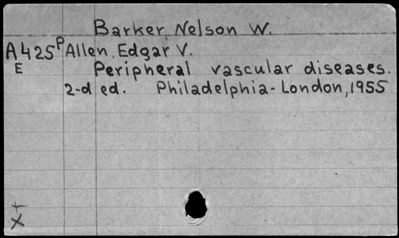 Barker, Nelson W.
A425P Allen, Edgar V.
E Peripheral vascular diseases.
2-d ed. Philadelphia-London, 1955
+
X